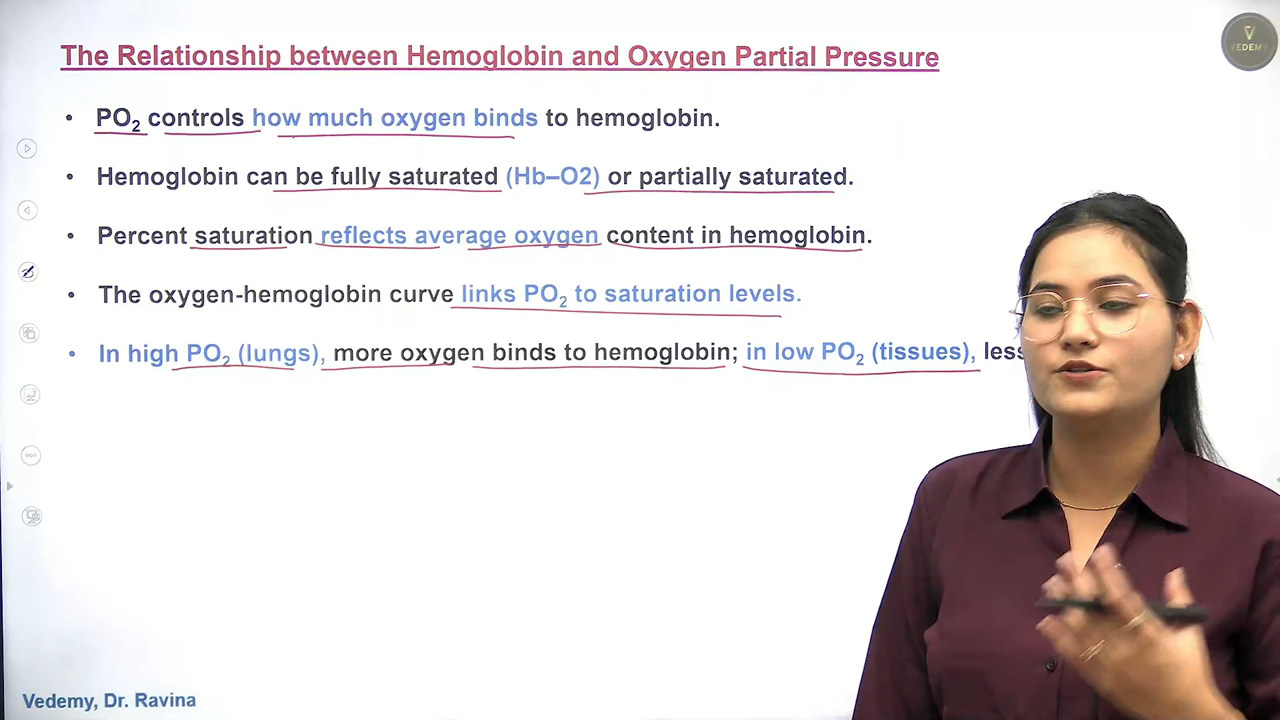 The Relationship between Hemoglobin and Oxygen Partial Pressure
VEDEMY
• PO₂ controls how much oxygen binds to hemoglobin.
• Hemoglobin can be fully saturated (Hb–O2) or partially saturated.
• Percent saturation reflects average oxygen content in hemoglobin.
• The oxygen-hemoglobin curve links PO₂ to saturation levels.
• In high PO₂ (lungs), more oxygen binds to hemoglobin; in low PO₂ (tissues), less
Vedemy, Dr. Ravina